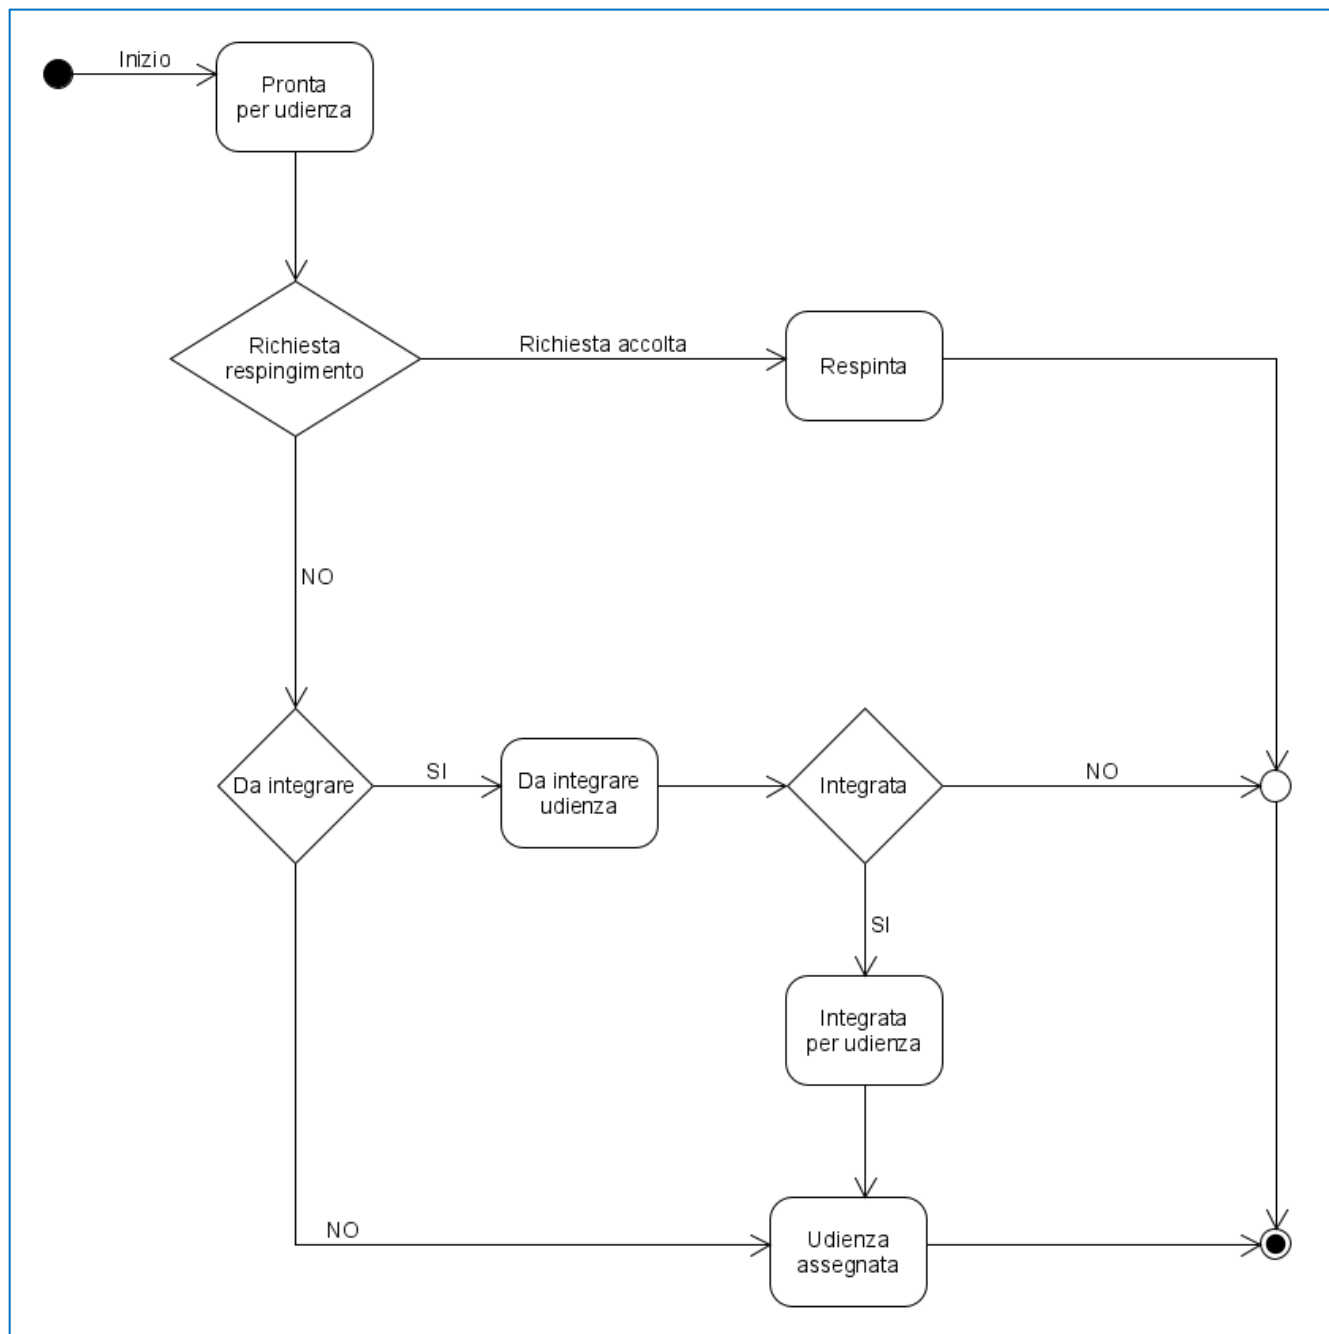 Inizio
Pronta
per udienza
Richiesta
respingimento
Richiesta accolta
Respinta
NO
Da integrare
SI
Da integrare
udienza
Integrata
NO
SI
Integrata
per udienza
NO
Udienza
assegnata